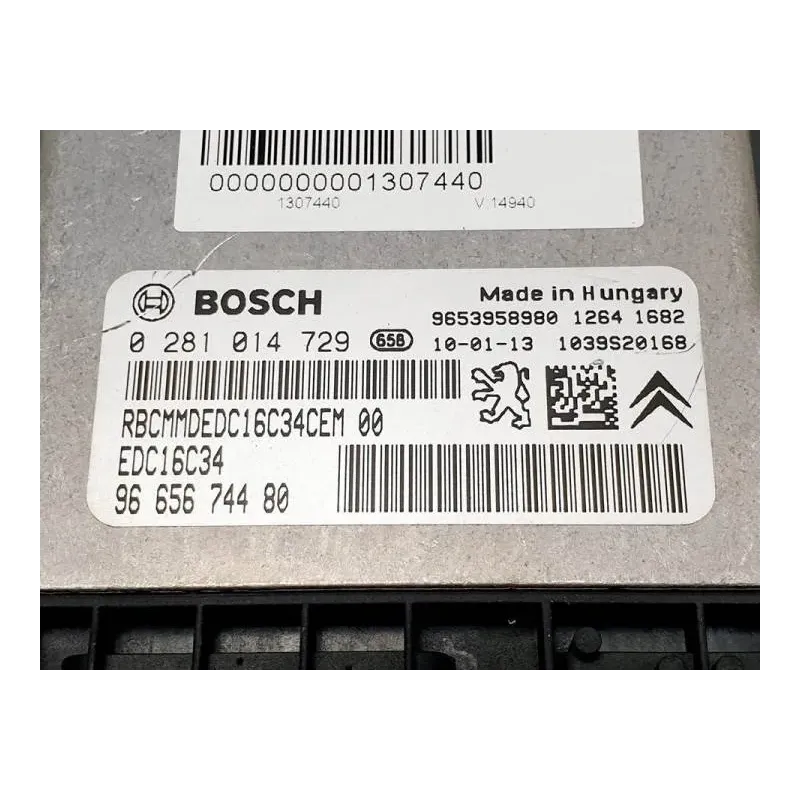 0000000001307440
1307440 V 14940
BOSCH Made in Hungary
9653958980 1264 1682
0 281 014 729 658 10-01-13 1039S20168
RBCMMDEDC16C34CEM 00
EDC16C34
96 656 744 80